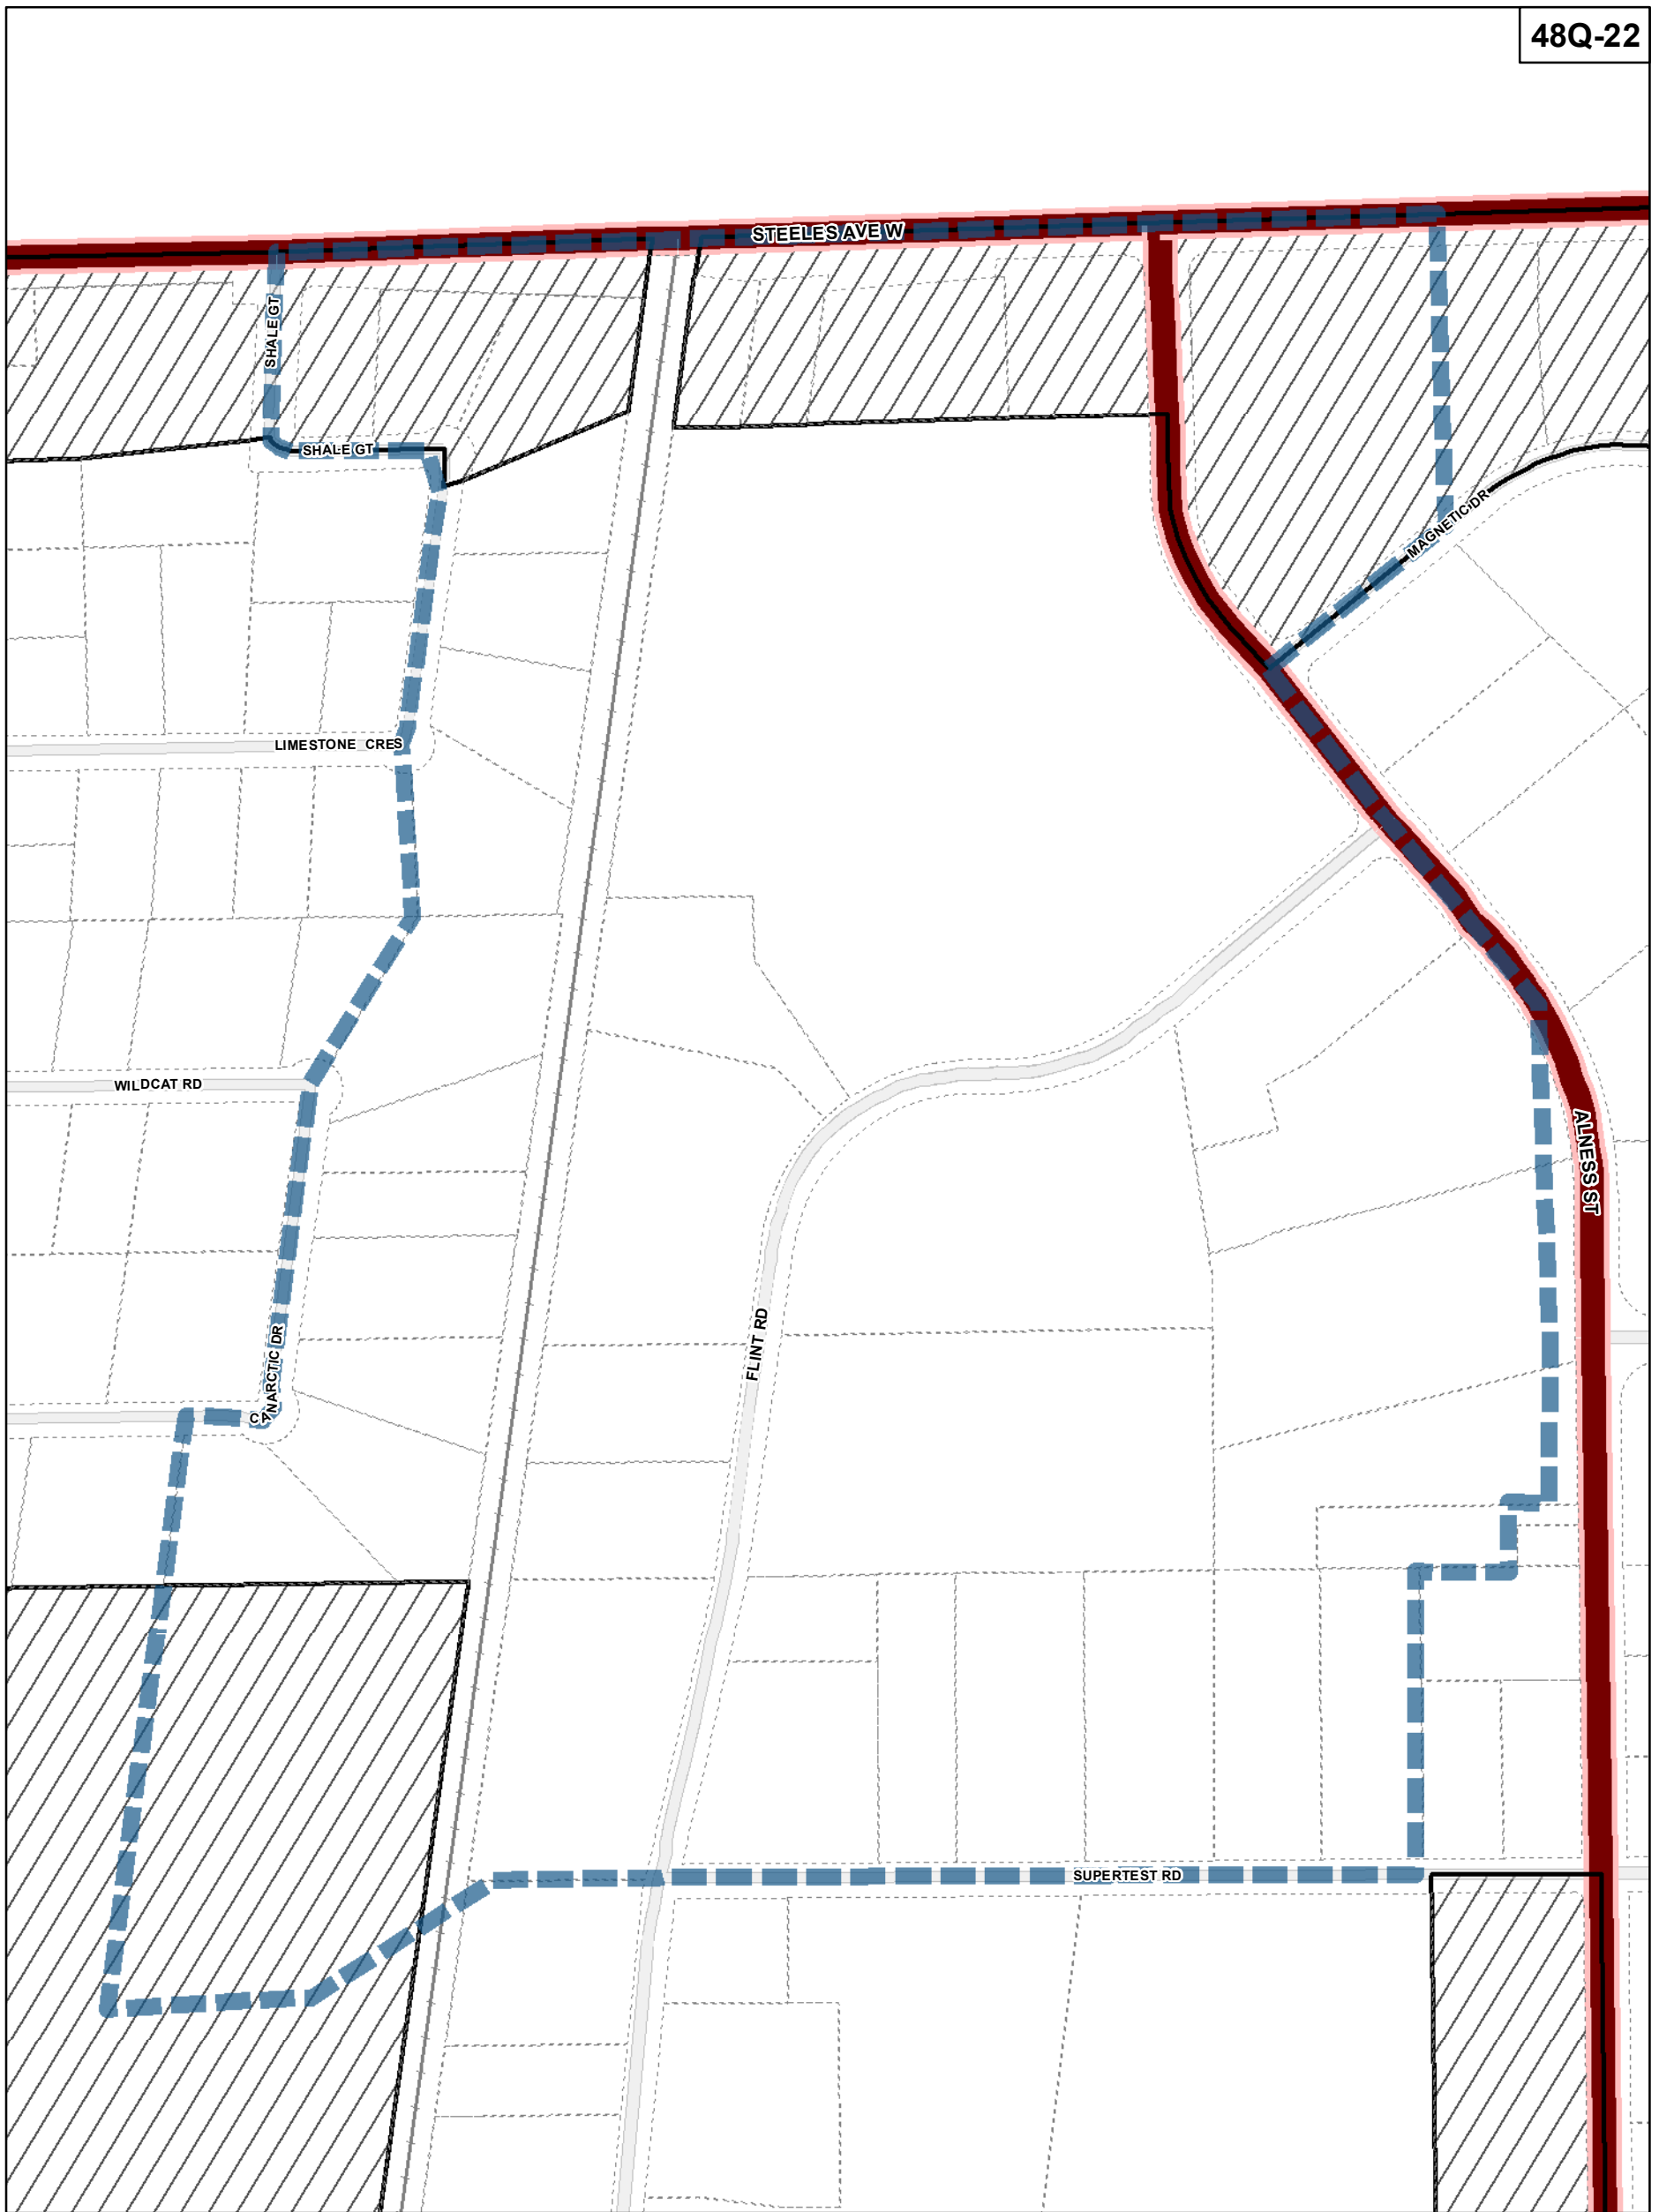 48Q-22
STEELES AVE W
SHALE GT
SHALE GT
MAGNETIC DR
LIMESTONE CRES
WILDCAT RD
ALNESS ST
FLINT RD
CANARCTIC DR
SUPERTEST RD